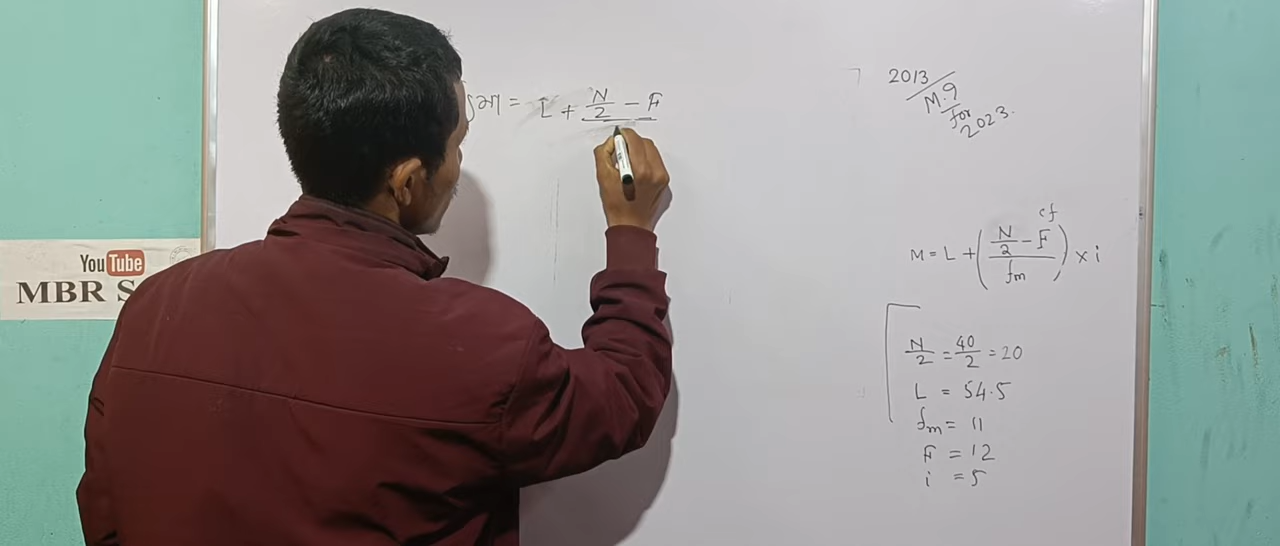 = L + N/2 - F
2013
M.9
for
2023.
cf
M = L + ( (N/2 - F) / fm ) × i
N/2 = 40/2 = 20
L = 54.5
fm = 11
F = 12
i = 5
YouTube
MBR S